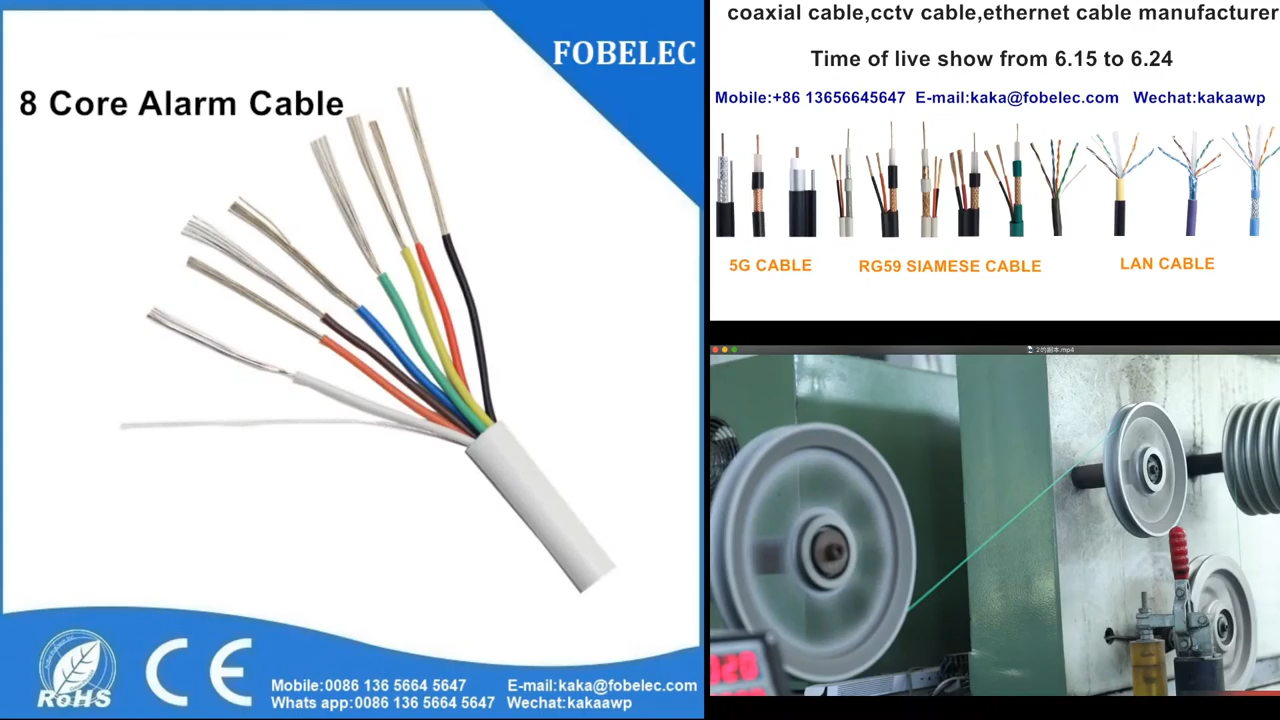 FOBELEC
8 Core Alarm Cable
RoHS
CE
Mobile:0086 136 5664 5647
E-mail:kaka@fobelec.com
Whats app:0086 136 5664 5647
Wechat:kakaawp
coaxial cable,cctv cable,ethernet cable manufacturer
Time of live show from 6.15 to 6.24
Mobile:+86 13656645647 E-mail:kaka@fobelec.com Wechat:kakaawp
5G CABLE
RG59 SIAMESE CABLE
LAN CABLE